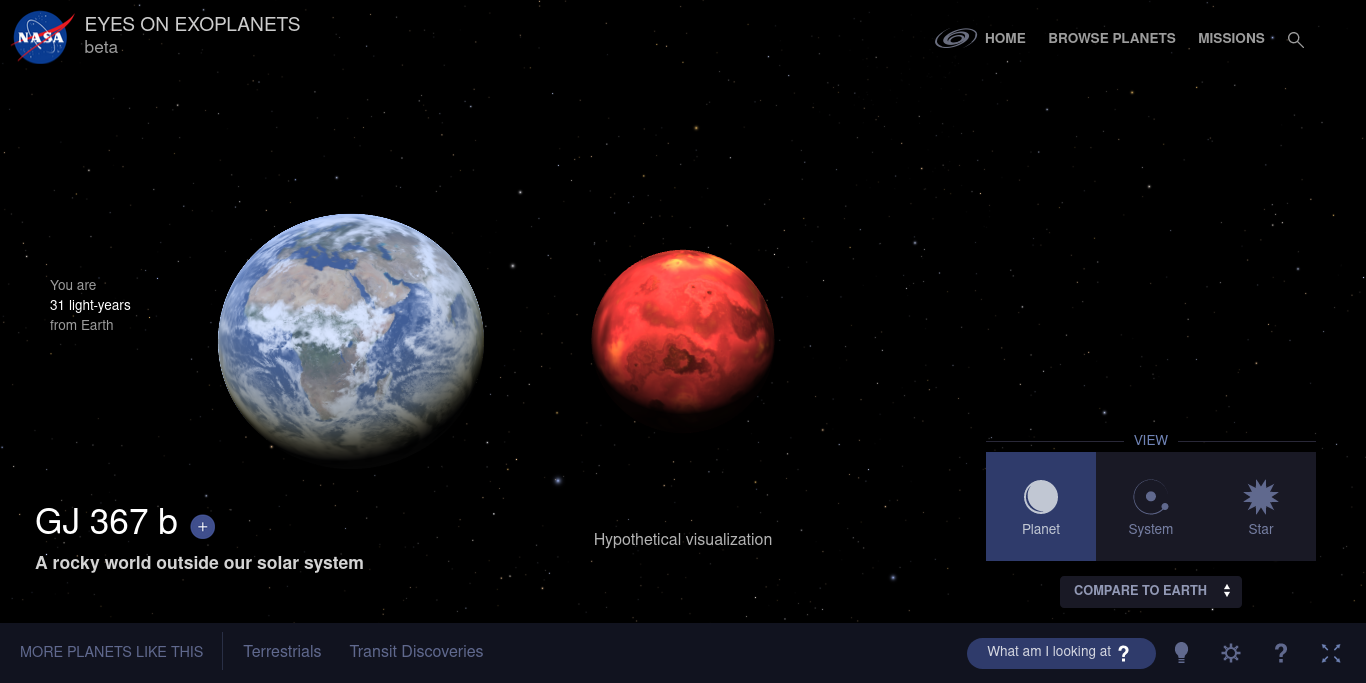 NASA
EYES ON EXOPLANETS
beta
HOME
BROWSE PLANETS
MISSIONS
You are
31 light-years
from Earth
VIEW
Planet
System
Star
GJ 367 b +
A rocky world outside our solar system
Hypothetical visualization
COMPARE TO EARTH
MORE PLANETS LIKE THIS
Terrestrials
Transit Discoveries
What am I looking at ?
?